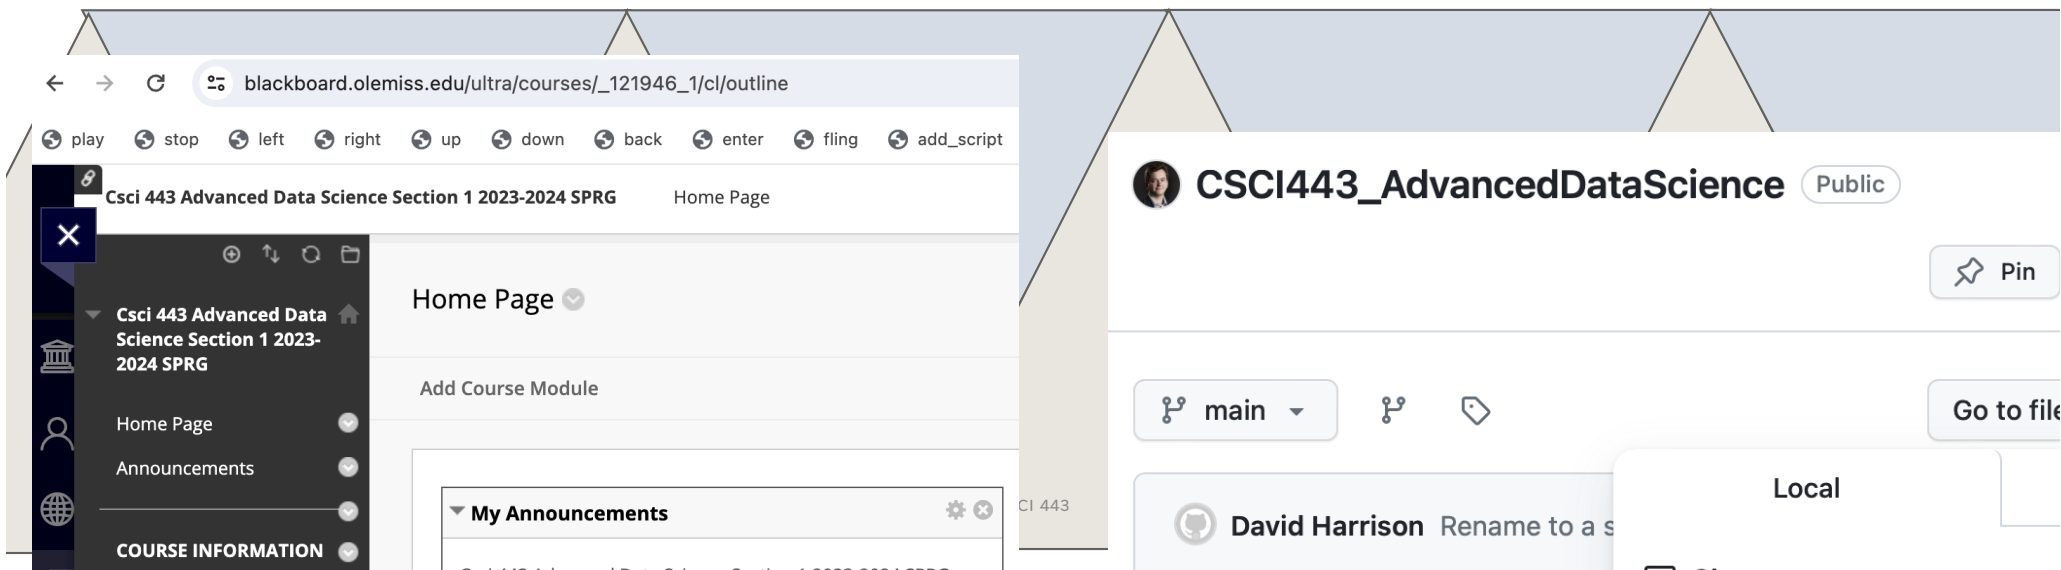 blackboard.olemiss.edu/ultra/courses/_121946_1/cl/outline
play stop left right up down back enter fling add_script
Csci 443 Advanced Data Science Section 1 2023-2024 SPRG Home Page
Csci 443 Advanced Data
Science Section 1 2023-
2024 SPRG
Home Page
Announcements
COURSE INFORMATION
Home Page
Add Course Module
My Announcements
CI 443
CSCI443_AdvancedDataScience Public
Pin
main
Go to file
Local
David Harrison Rename to a s